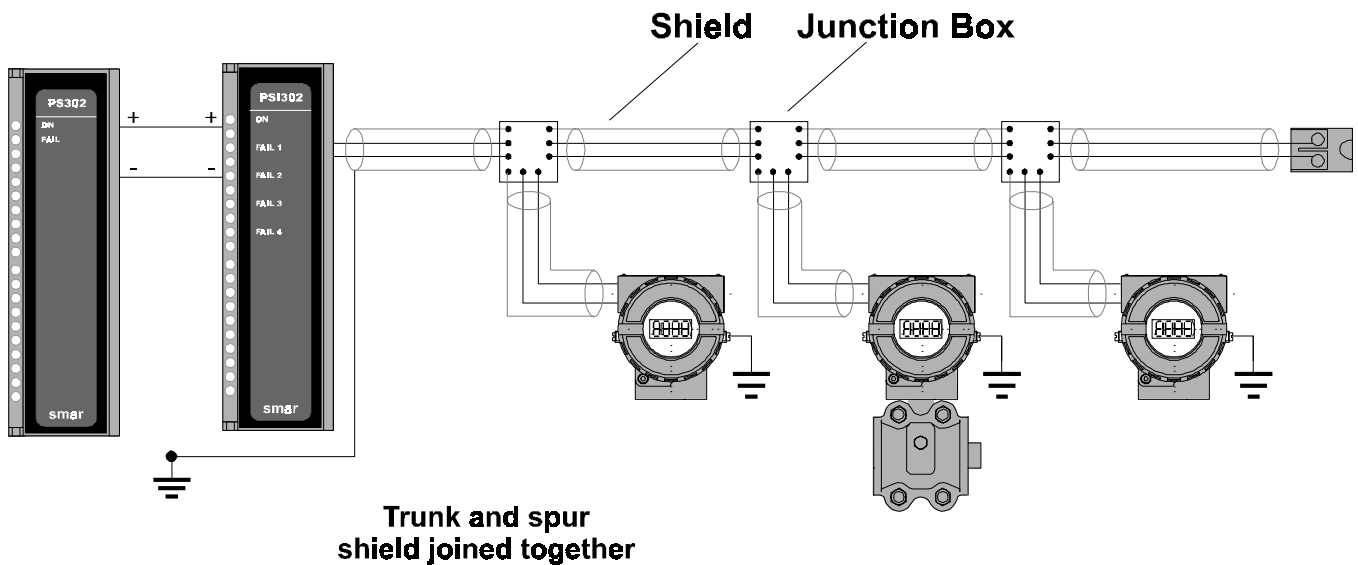 Shield
Junction Box
PS302
ON
FAIL
smar
+
+
-
-
PSI302
ON
FAIL 1
FAIL 2
FAIL 3
FAIL 4
smar
Trunk and spur
shield joined together